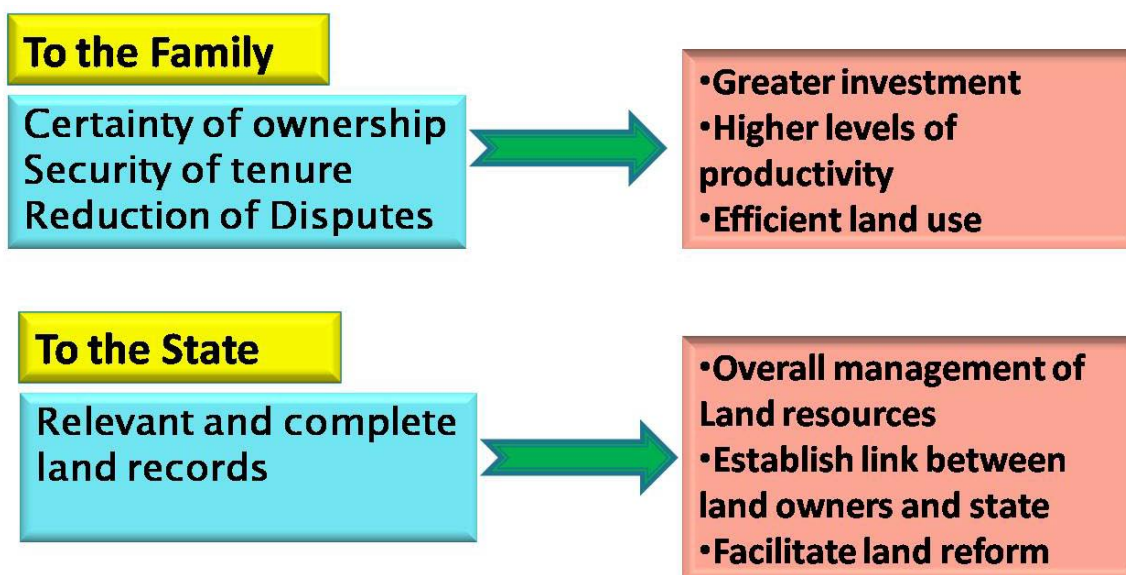 To the Family
Certainty of ownership
Security of tenure
Reduction of Disputes
•Greater investment
•Higher levels of
productivity
•Efficient land use
To the State
Relevant and complete
land records
•Overall management of
Land resources
•Establish link between
land owners and state
•Facilitate land reform